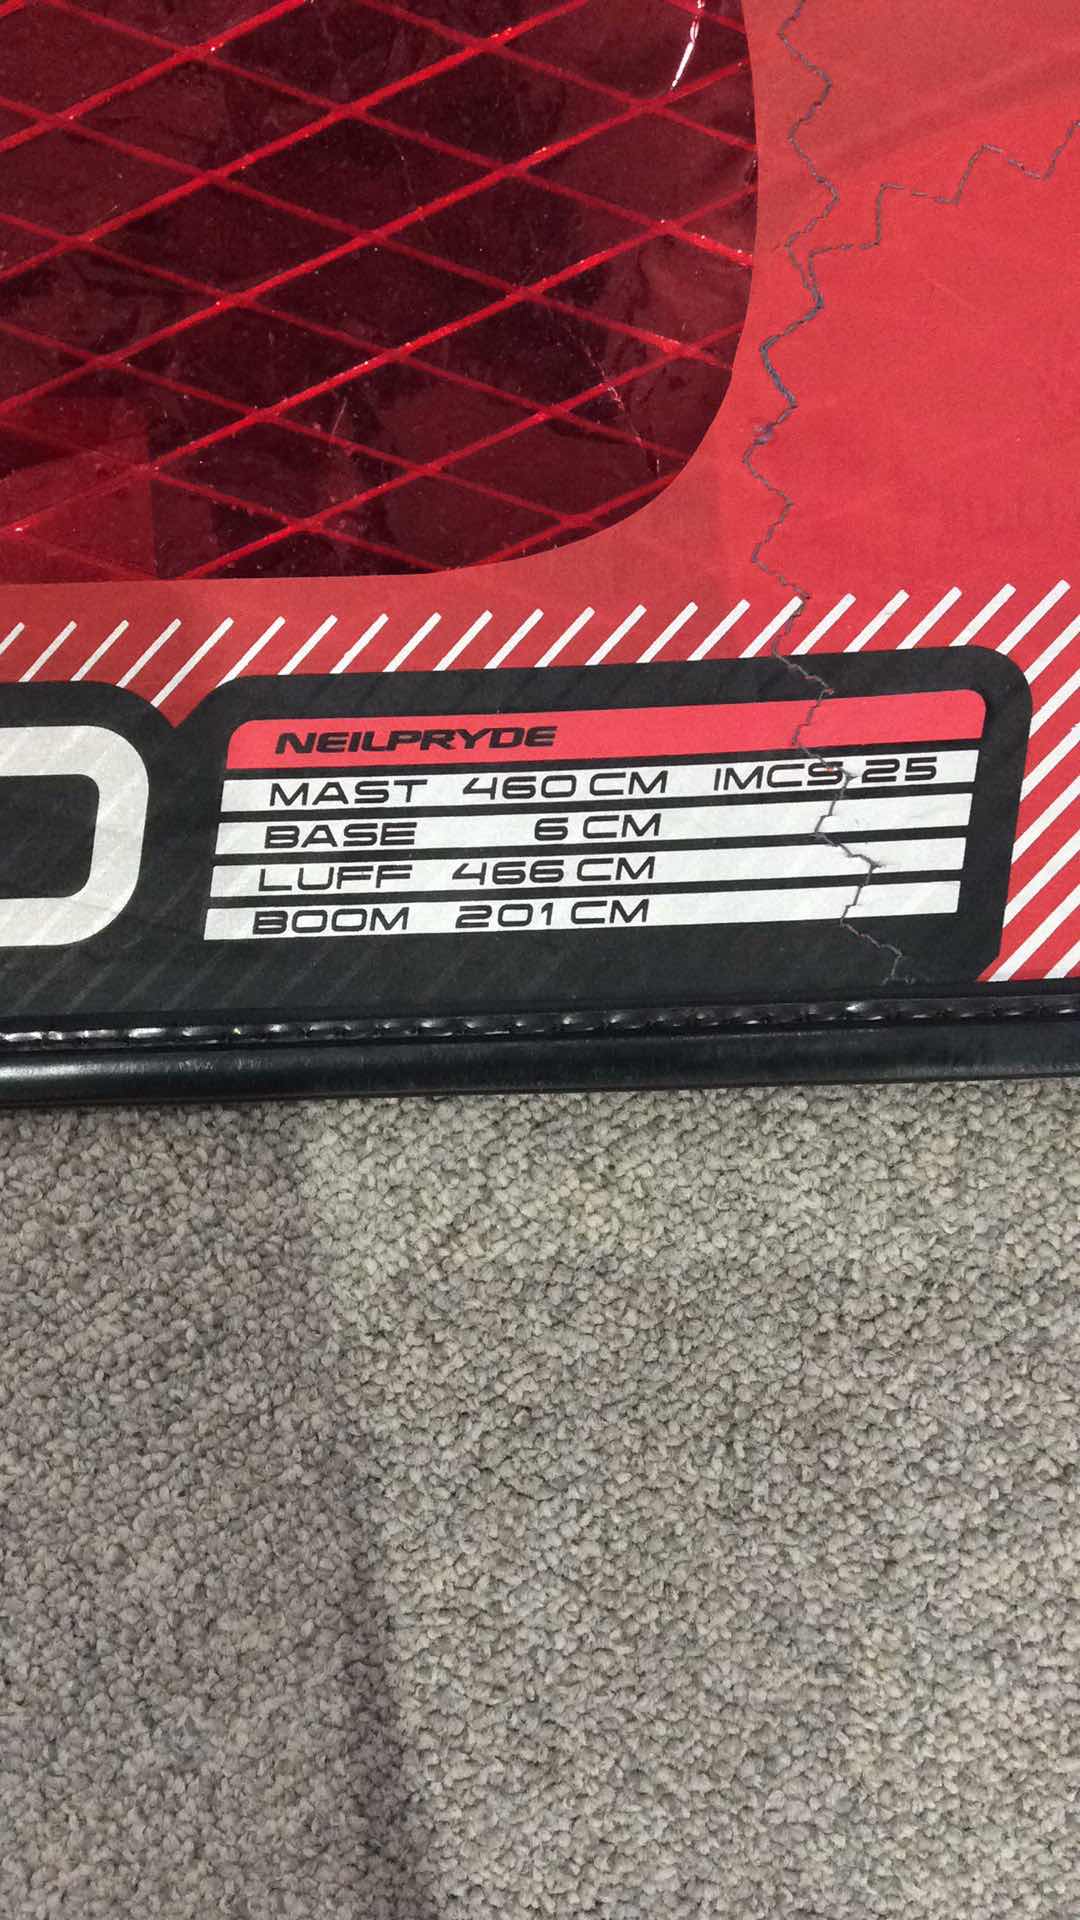 NEILPRYDE
MAST 460 CM IMCS 25
BASE 6 CM
LUFF 466 CM
BOOM 201 CM